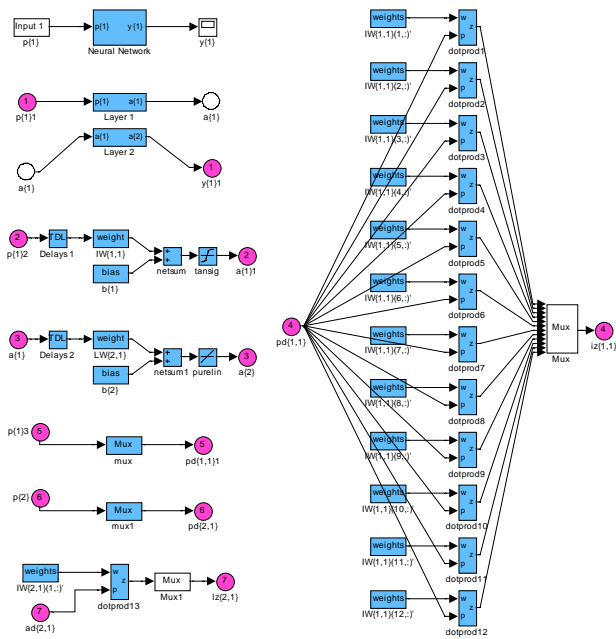 Input 1
p{1}
p{1}
y{1}
Neural Network
y{1}
1
p{1}1
p{1}
a{1}
Layer 1
a{1}
a{1}
a{1}
a{2}
Layer 2
1
y{1}1
2
p{1}2
TDL
Delays 1
weight
IW{1,1}
bias
b{1}
+
+
netsum
tansig
2
a{1}1
3
a{1}
TDL
Delays 2
weight
LW{2,1}
bias
b{2}
+
+
netsum1
purelin
3
a{2}
p{1}3
5
Mux
mux
5
pd{1,1}1
p{2}
6
Mux
mux1
6
pd{2,1}
weights
IW{2,1}(1,:)'
7
ad{2,1}
w
z
p
dotprod13
Mux
Mux1
7
lz{2,1}
4
pd{1,1}
weights
IW{1,1}(1,:)'
w
z
p
dotprod1
weights
IW{1,1}(2,:)'
w
z
p
dotprod2
weights
IW{1,1}(3,:)'
w
z
p
dotprod3
weights
IW{1,1}(4,:)'
w
z
p
dotprod4
weights
IW{1,1}(5,:)'
w
z
p
dotprod5
weights
IW{1,1}(6,:)'
w
z
p
dotprod6
weights
IW{1,1}(7,:)'
w
z
p
dotprod7
weights
IW{1,1}(8,:)'
w
z
p
dotprod8
weights
IW{1,1}(9,:)'
w
z
p
dotprod9
weights
IW{1,1}(10,:)'
w
z
p
dotprod10
weights
IW{1,1}(11,:)'
w
z
p
dotprod11
weights
IW{1,1}(12,:)'
w
z
p
dotprod12
Mux
Mux
4
iz{1,1}